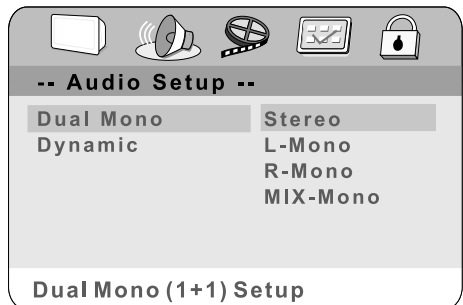 -- Audio Setup --
Dual Mono Stereo
Dynamic L-Mono
R-Mono
MIX-Mono
Dual Mono (1+1) Setup